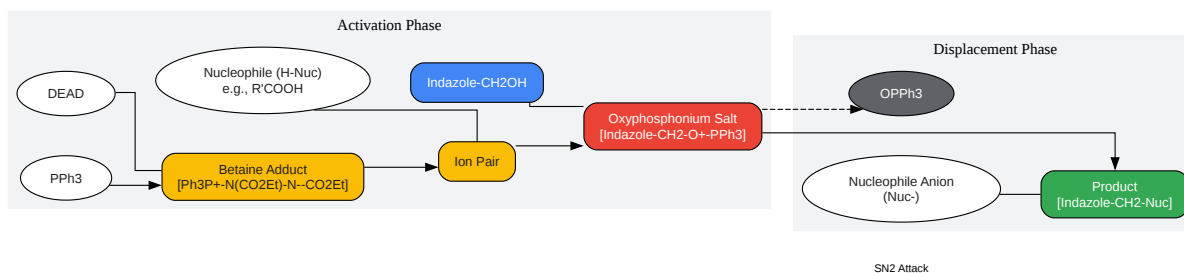 Activation Phase
DEAD
PPh3
Nucleophile (H-Nuc)
e.g., R'COOH
Indazole-CH2OH
Betaine Adduct
[Ph3P+-N(CO2Et)-N--CO2Et]
Ion Pair
Oxyphosphonium Salt
[Indazole-CH2-O+-PPh3]
Displacement Phase
OPPh3
Nucleophile Anion
(Nuc-)
Product
[Indazole-CH2-Nuc]
SN2 Attack